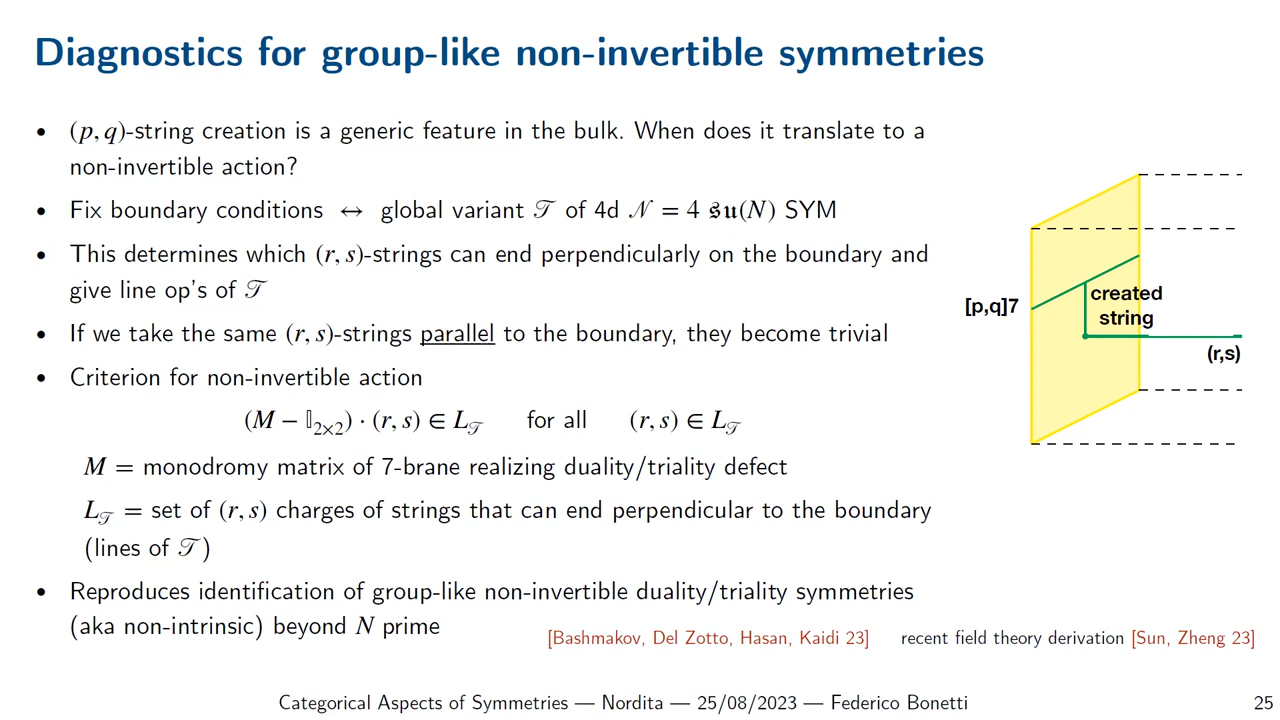 Diagnostics for group-like non-invertible symmetries
• (p, q)-string creation is a generic feature in the bulk. When does it translate to a
non-invertible action?
• Fix boundary conditions ↔ global variant 𝒯 of 4d 𝒩 = 4 𝔰𝔲(N) SYM
• This determines which (r, s)-strings can end perpendicularly on the boundary and
give line op's of 𝒯
• If we take the same (r, s)-strings parallel to the boundary, they become trivial
• Criterion for non-invertible action
(M − 𝕀₂ₓ₂) · (r, s) ∈ L_𝒯 for all (r, s) ∈ L_𝒯
M = monodromy matrix of 7-brane realizing duality/triality defect
L_𝒯 = set of (r, s) charges of strings that can end perpendicular to the boundary
(lines of 𝒯)
• Reproduces identification of group-like non-invertible duality/triality symmetries
(aka non-intrinsic) beyond N prime
[Bashmakov, Del Zotto, Hasan, Kaidi 23] recent field theory derivation [Sun, Zheng 23]
[p,q]7
created
string
(r,s)
Categorical Aspects of Symmetries — Nordita — 25/08/2023 — Federico Bonetti
25